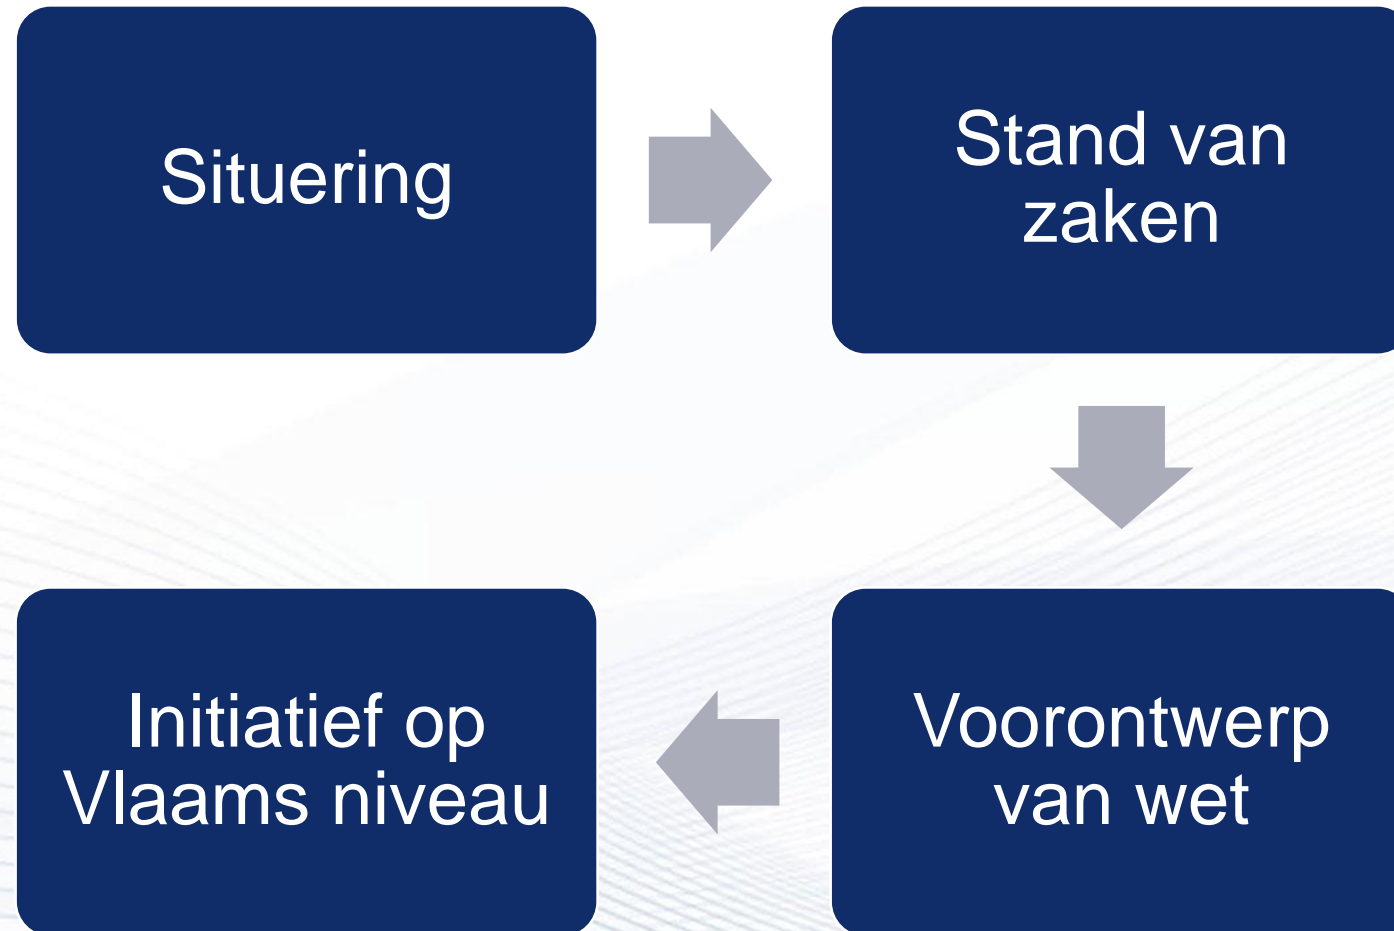 Situering
Stand van
zaken
Voorontwerp
van wet
Initiatief op
Vlaams niveau